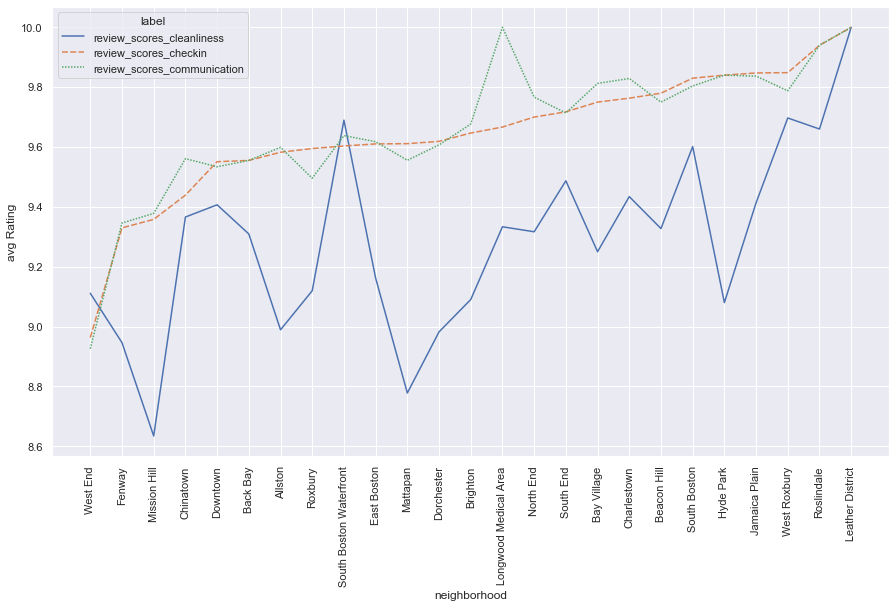 label
review_scores_cleanliness
review_scores_checkin
review_scores_communication
10.0
9.8
9.6
9.4
9.2
9.0
8.8
8.6
avg Rating
West End
Fenway
Mission Hill
Chinatown
Downtown
Back Bay
Allston
Roxbury
South Boston Waterfront
East Boston
Mattapan
Dorchester
Brighton
Longwood Medical Area
North End
South End
Bay Village
Charlestown
Beacon Hill
South Boston
Hyde Park
Jamaica Plain
West Roxbury
Roslindale
Leather District
neighborhood